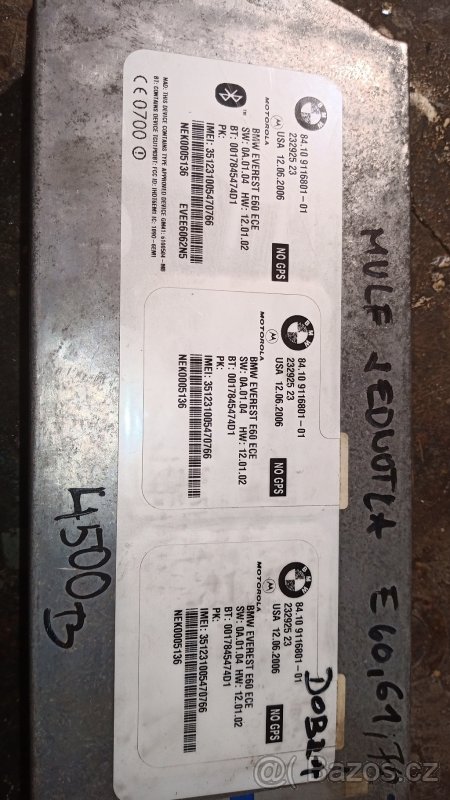 84.10 9116801-01
232925 23
USA 12.06.2006
MOTOROLA
NO GPS
BMW EVEREST E60 ECE
SW: 0A.01.04 HW: 12.01.02
BT: 0017845474D1
PK:
IMEI: 351231005470766
NEK0005136 EVEE6062N5
CE0700
84.10 9116801-01
232925 23
USA 12.06.2006
MOTOROLA
NO GPS
BMW EVEREST E60 ECE
SW: 0A.01.04 HW: 12.01.02
BT: 0017845474D1
PK:
IMEI: 351231005470766
NEK0005136
84.10 9116801-01
232925 23
USA 12.06.2006
MOTOROLA
NO GPS
BMW EVEREST E60 ECE
SW: 0A.01.04 HW: 12.01.02
BT: 0017845474D1
PK:
IMEI: 351231005470766
NEK0005136
MULF JEDNOTKA E60,61,
DOBRÁ
4500
Bazos.cz